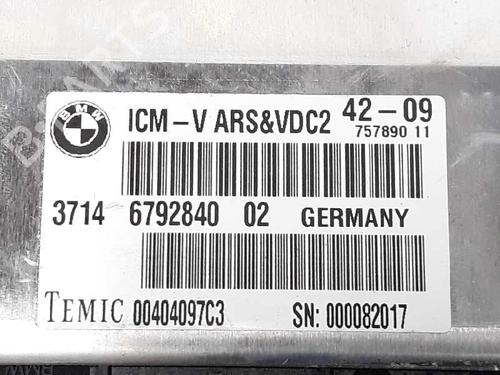 BMW
ICM-V ARS&VDC2 42-09
757890 11
3714 6792840 02 GERMANY
TEMIC 00404097C3 SN: 000082017